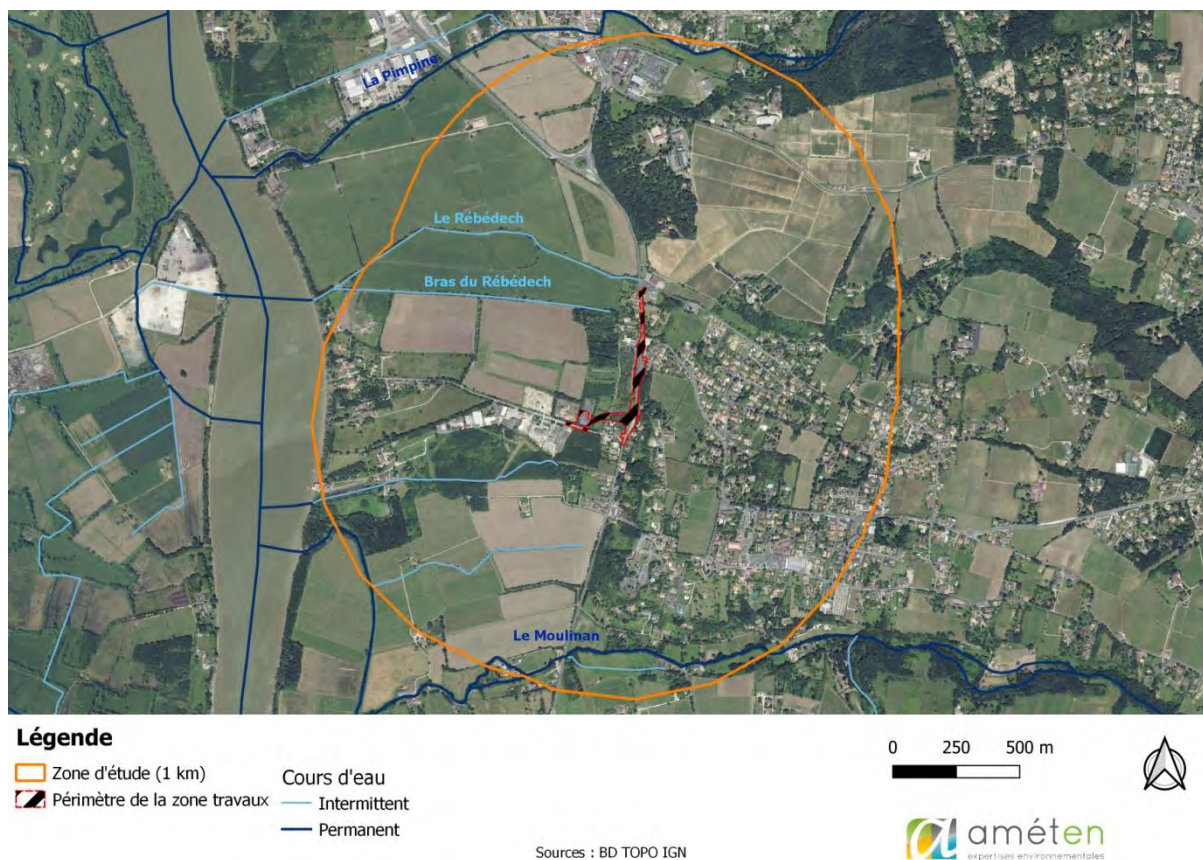 La Pimpine
Le Rébédech
Bras du Rébédech
Le Moulinan
Légende
Zone d'étude (1 km)
Périmètre de la zone travaux
Cours d'eau
Intermittent
Permanent
0 250 500 m
Sources : BD TOPO IGN
améten
expertises environnementales